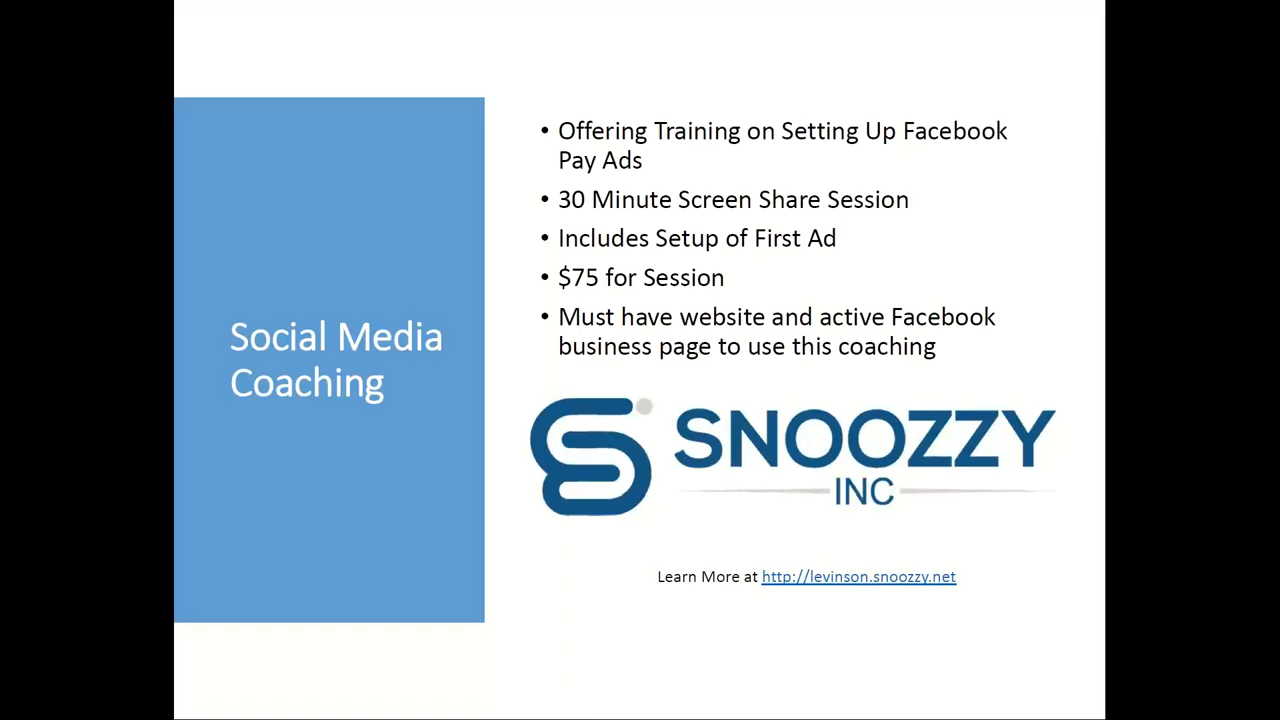 Social Media
Coaching
• Offering Training on Setting Up Facebook
Pay Ads
• 30 Minute Screen Share Session
• Includes Setup of First Ad
• $75 for Session
• Must have website and active Facebook
business page to use this coaching
SNOOZZY
INC
Learn More at http://levinson.snoozzy.net